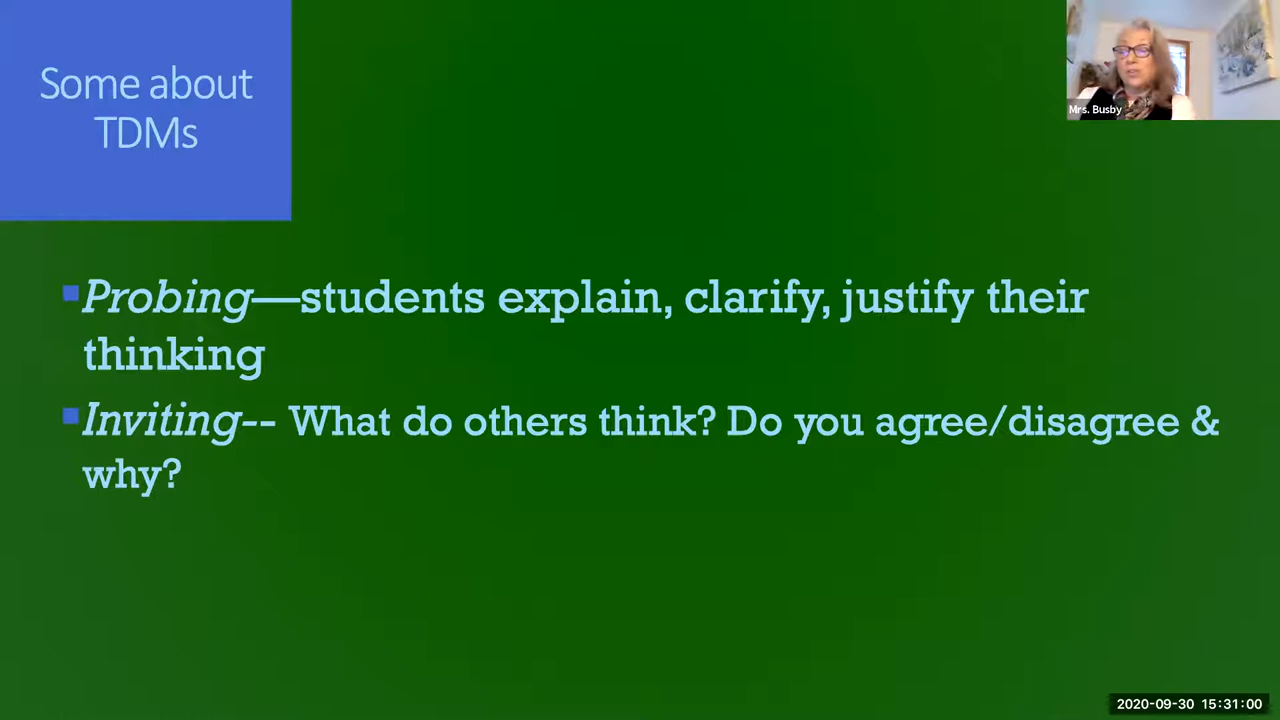 Some about
TDMs
Mrs. Busby
Probing—students explain, clarify, justify their
thinking
Inviting-- What do others think? Do you agree/disagree &
why?
2020-09-30 15:31:00